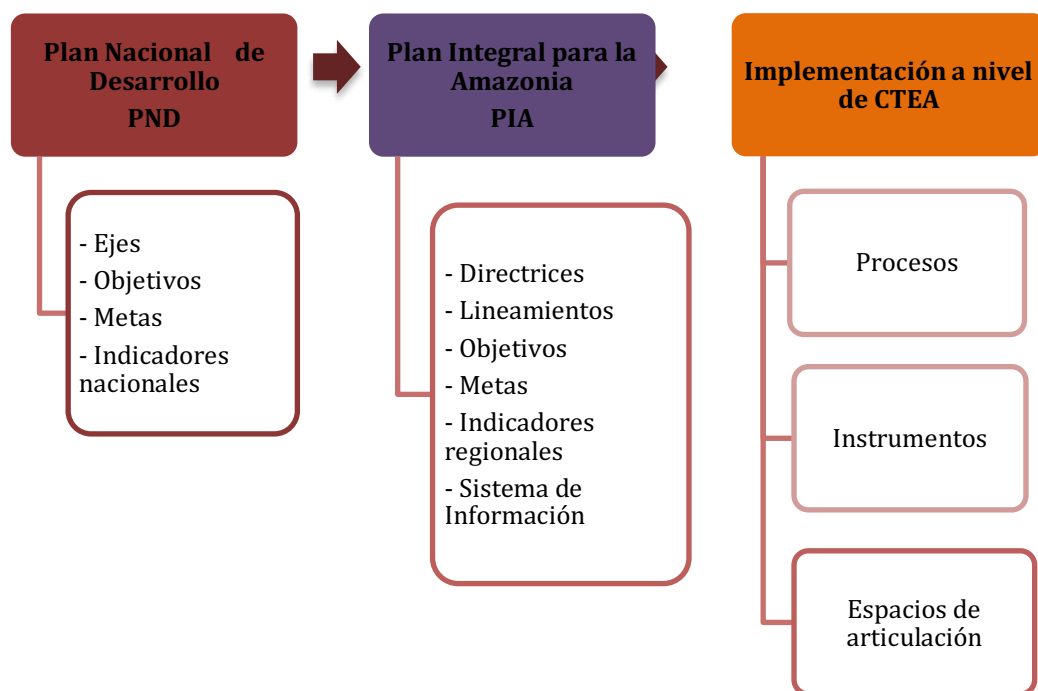 Plan Nacional de
Desarrollo
PND
- Ejes
- Objetivos
- Metas
- Indicadores
nacionales
Plan Integral para la
Amazonia
PIA
- Directrices
- Lineamientos
- Objetivos
- Metas
- Indicadores
regionales
- Sistema de
Información
Implementación a nivel
de CTEA
Procesos
Instrumentos
Espacios de
articulación